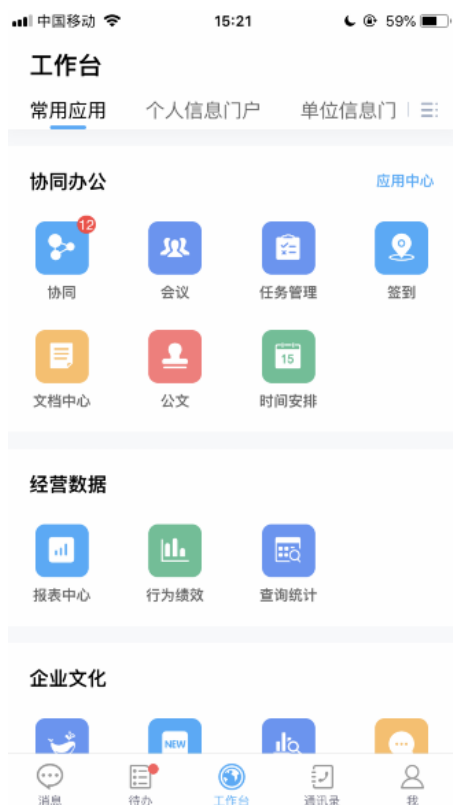 中国移动 15:21 59%
工作台
常用应用 个人信息门户 单位信息门
协同办公 应用中心
12
协同 会议 任务管理 签到
15
文档中心 公文 时间安排
经营数据
报表中心 行为绩效 查询统计
企业文化
NEW
消息 待办 工作台 通讯录 我